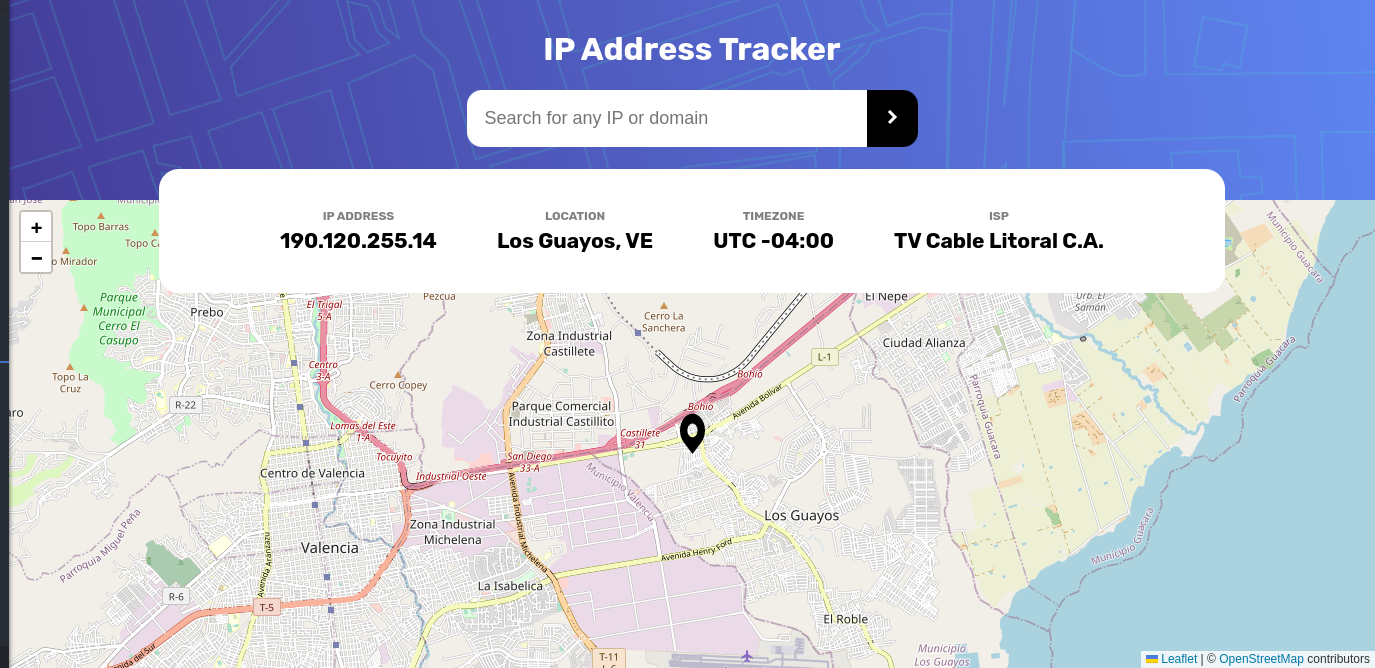 IP Address Tracker
Search for any IP or domain
IP ADDRESS
190.120.255.14
LOCATION
Los Guayos, VE
TIMEZONE
UTC -04:00
ISP
TV Cable Litoral C.A.
+
−
Topo Barras
Parque
Municipal
Cerro El
Casupo
Topo La
Cruz
Prebo
R-22
El Trigal
5-A
Centro
3-A
Lomas del Este
1-A
Tocuyito
Centro de Valencia
Pezcua
Cerro Copey
Zona Industrial
Castillete
Cerro La
Sanchera
Parque Comercial
Industrial Castillito
Castillete
31
Bohío
Bohío
Avenida Bolívar
L-1
El Nepe
Ciudad Alianza
Urb. El
Samán
Municipio Guacara
Parroquia Guacara
Parroquia Guacara
Industrial Oeste
San Diego
33-A
Municipio Valencia
Avenida Industrial Michelena
Zona Industrial
Michelena
Los Guayos
Valencia
Parroquia Miguel Peña
Avenida Aranzazu
Avenida Henry Ford
La Isabelica
Municipio Guacara
R-6
T-5
El Roble
T-11
Municipio
Los Guayos
Leaflet | © OpenStreetMap contributors